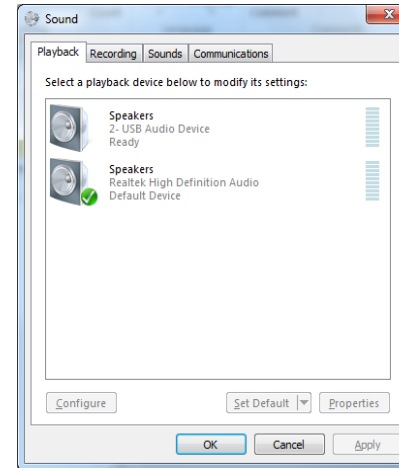 Sound
Playback Recording Sounds Communications
Select a playback device below to modify its settings:
Speakers
2- USB Audio Device
Ready
Speakers
Realtek High Definition Audio
Default Device
Configure Set Default Properties
OK Cancel Apply